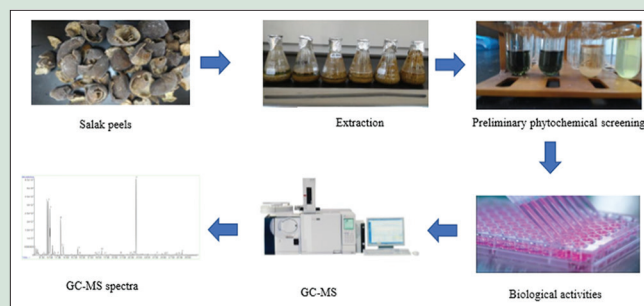 Salak peels
Extraction
Preliminary phytochemical screening
GC-MS spectra
GC-MS
Biological activities